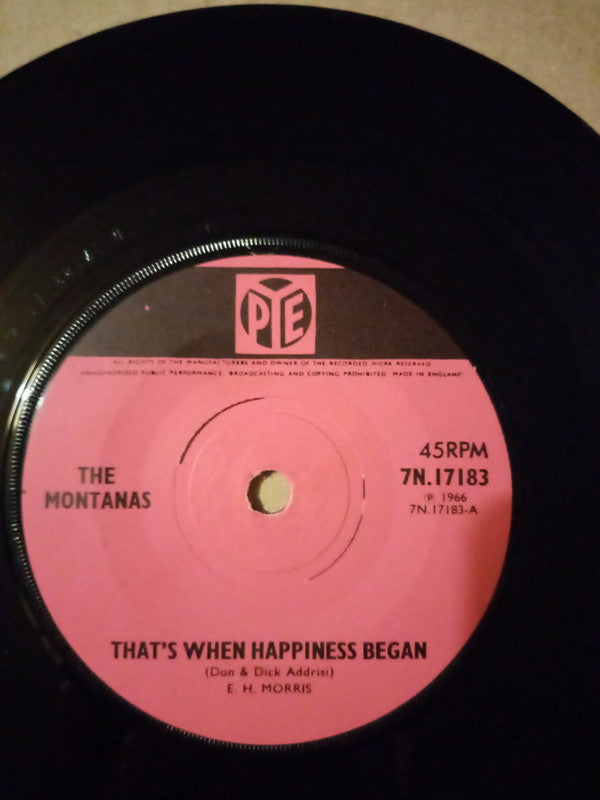 PYE
ALL RIGHTS OF THE MANUFACTURERS AND OWNER OF THE RECORDED WORK RESERVED
UNAUTHORISED PUBLIC PERFORMANCE, BROADCASTING AND COPYING PROHIBITED MADE IN ENGLAND
45RPM
7N.17183
℗ 1966
7N.17183-A
THE
MONTANAS
THAT'S WHEN HAPPINESS BEGAN
(Don & Dick Addrisi)
E. H. MORRIS